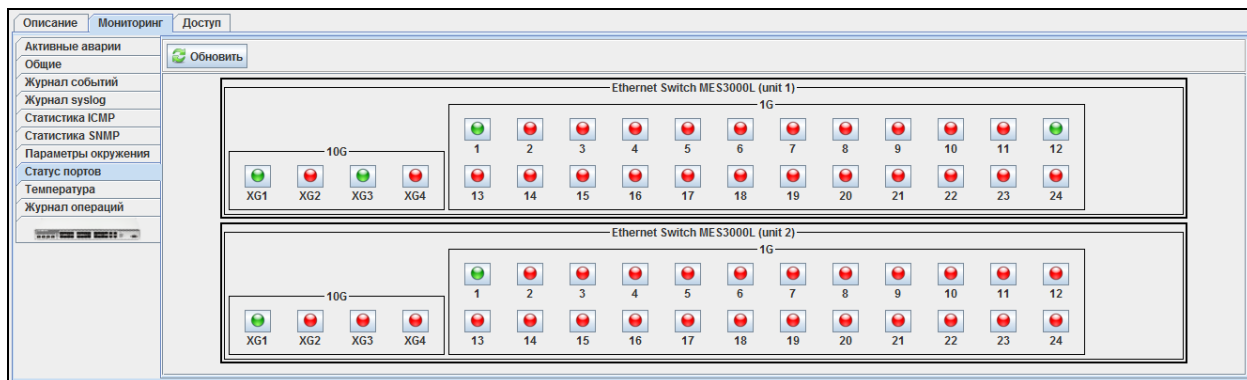 Описание Мониторинг Доступ
Активные аварии
Общие
Журнал событий
Журнал syslog
Статистика ICMP
Статистика SNMP
Параметры окружения
Статус портов
Температура
Журнал операций
Обновить
Ethernet Switch MES3000L (unit 1)
1G
1 2 3 4 5 6 7 8 9 10 11 12
10G
XG1 XG2 XG3 XG4 13 14 15 16 17 18 19 20 21 22 23 24
Ethernet Switch MES3000L (unit 2)
1G
1 2 3 4 5 6 7 8 9 10 11 12
10G
XG1 XG2 XG3 XG4 13 14 15 16 17 18 19 20 21 22 23 24